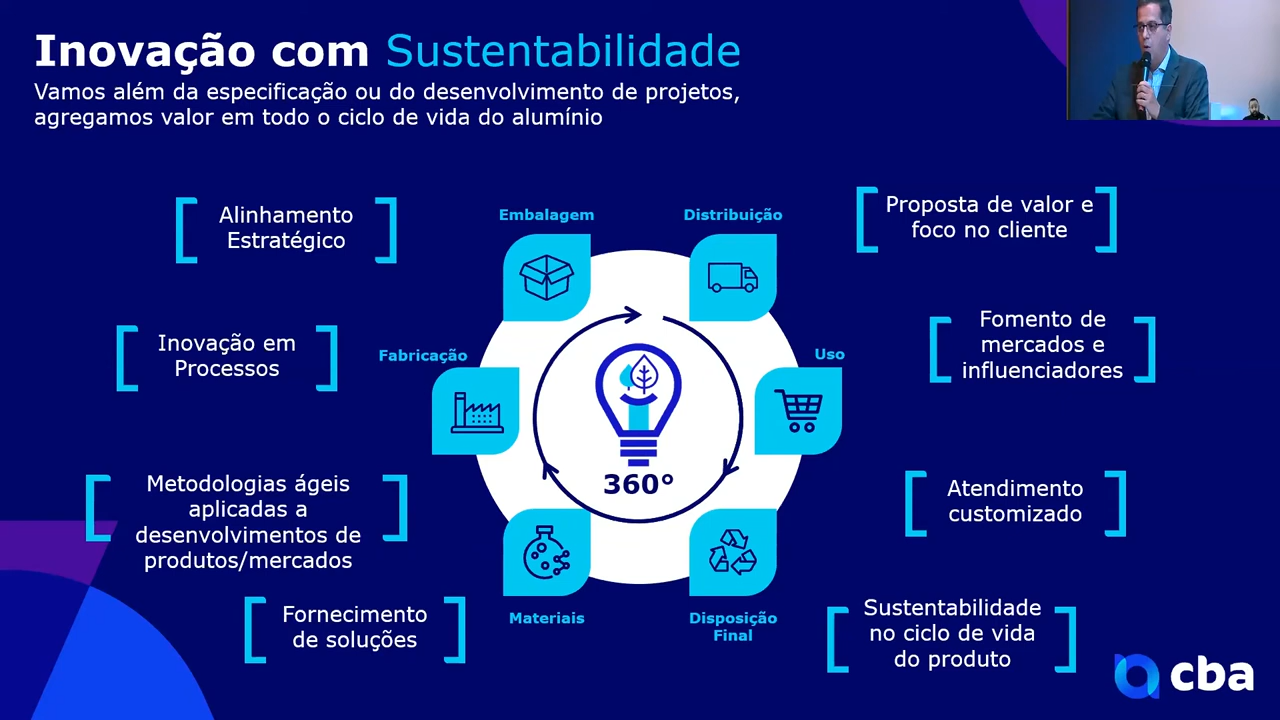 Inovação com Sustentabilidade
Vamos além da especificação ou do desenvolvimento de projetos,
agregamos valor em todo o ciclo de vida do alumínio
Alinhamento
Estratégico
Inovação em
Processos
Metodologias ágeis
aplicadas a
desenvolvimentos de
produtos/mercados
Fornecimento
de soluções
Embalagem
Distribuição
Fabricação
Uso
360°
Materiais
Disposição
Final
Proposta de valor e
foco no cliente
Fomento de
mercados e
influenciadores
Atendimento
customizado
Sustentabilidade
no ciclo de vida
do produto
cba